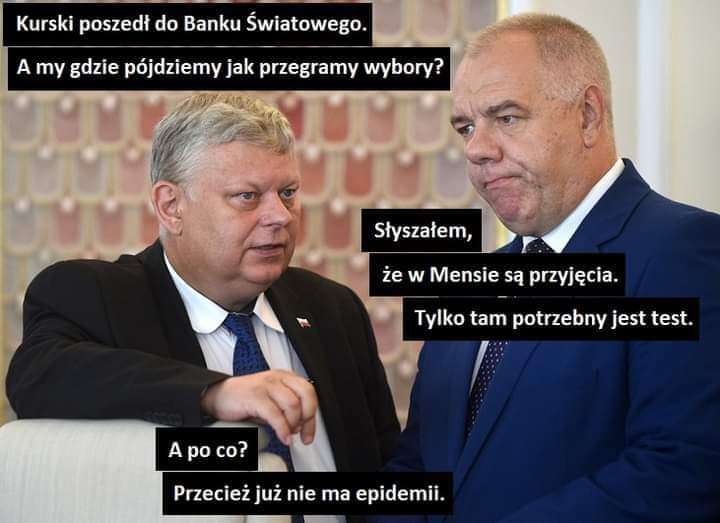 Kurski poszedł do Banku Światowego.
A my gdzie pójdziemy jak przegramy wybory?
Słyszałem,
że w Mensie są przyjęcia.
Tylko tam potrzebny jest test.
A po co?
Przecież już nie ma epidemii.